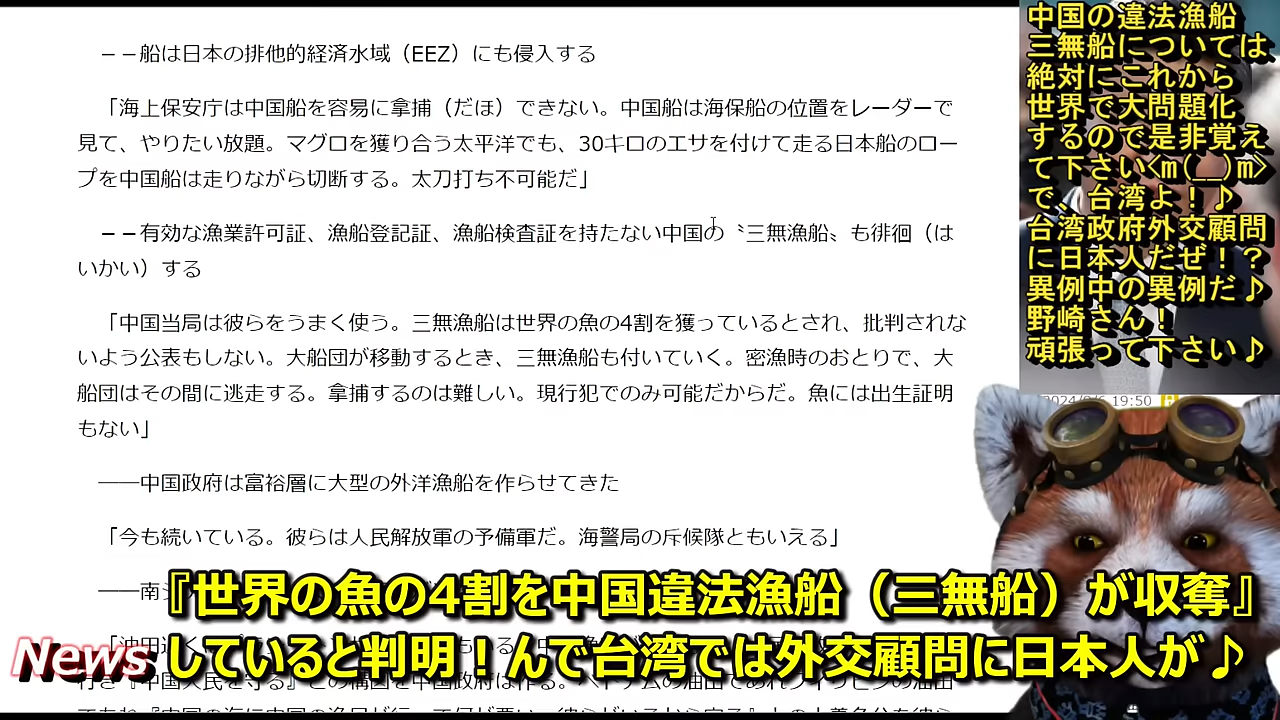 －－船は日本の排他的経済水域（EEZ）にも侵入する
「海上保安庁は中国船を容易に拿捕（だほ）できない。中国船は海保船の位置をレーダーで
見て、やりたい放題。マグロを獲り合う太平洋でも、30キロのエサを付けて走る日本船のロー
プを中国船は走りながら切断する。太刀打ち不可能だ」
－－有効な漁業許可証、漁船登記証、漁船検査証を持たない中国の〝三無漁船〟も徘徊（は
いかい）する
「中国当局は彼らをうまく使う。三無漁船は世界の魚の4割を獲っているとされ、批判されな
いよう公表もしない。大船団が移動するとき、三無漁船も付いていく。密漁時のおとりで、大
船団はその間に逃走する。拿捕するのは難しい。現行犯でのみ可能だからだ。魚には出生証明
もない」
――中国政府は富裕層に大型の外洋漁船を作らせてきた
「今も続いている。彼らは人民解放軍の予備軍だ。海警局の斥候隊ともいえる」
――南シ
中国の違法漁船
三無船については
絶対にこれから
世界で大問題化
するので是非覚え
て下さい<m(__)m>
で、台湾よ！♪
台湾政府外交顧問
に日本人だぜ！？
異例中の異例だ♪
野崎さん！
頑張って下さい♪
2024/9/6 19:50
『世界の魚の4割を中国違法漁船（三無船）が収奪』
News していると判明！んで台湾では外交顧問に日本人が♪